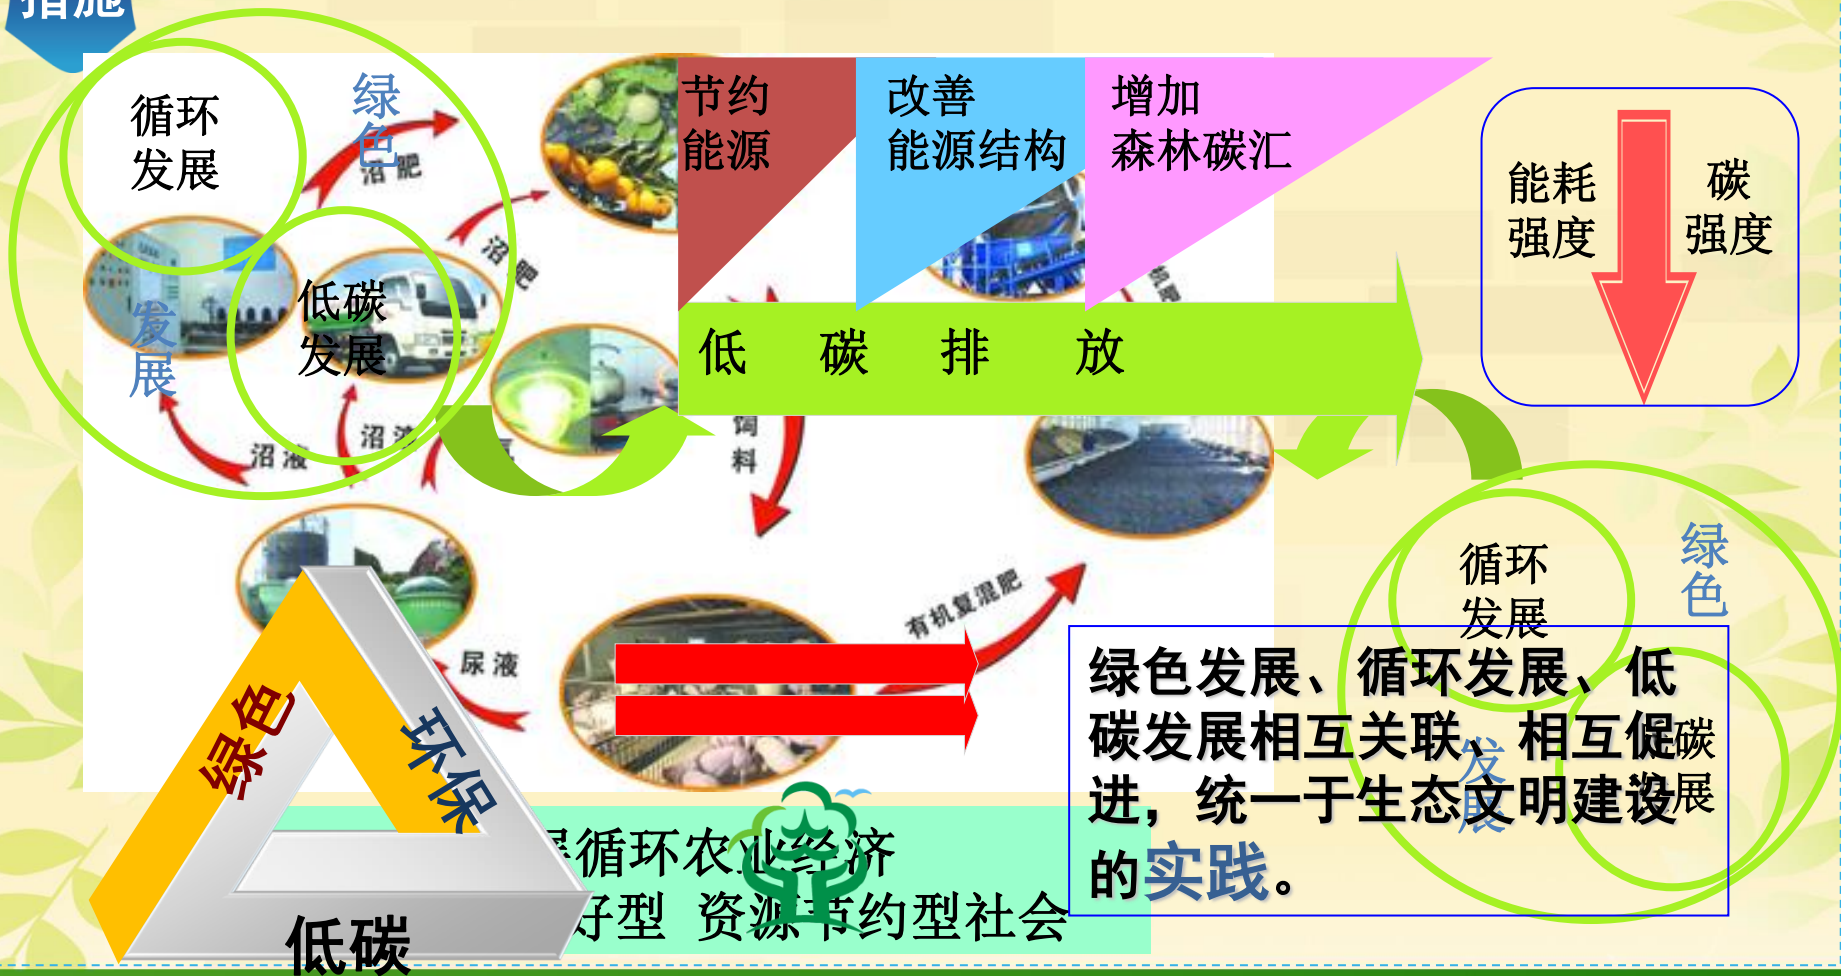 措施
循环
发展
绿
色
发
展
低碳
发展
沼肥
沼肥
沼液
沼液
节约
能源
改善
能源结构
增加
森林碳汇
低碳排放
能耗
强度
碳
强度
饲
料
有机复混肥
尿液
绿色
环保
低碳
循环农业经济
好型 资源节约型社会
循环
发展
绿
色
发
展
碳
展
绿色发展、循环发展、低
碳发展相互关联、相互促
进，统一于生态文明建设
的实践。